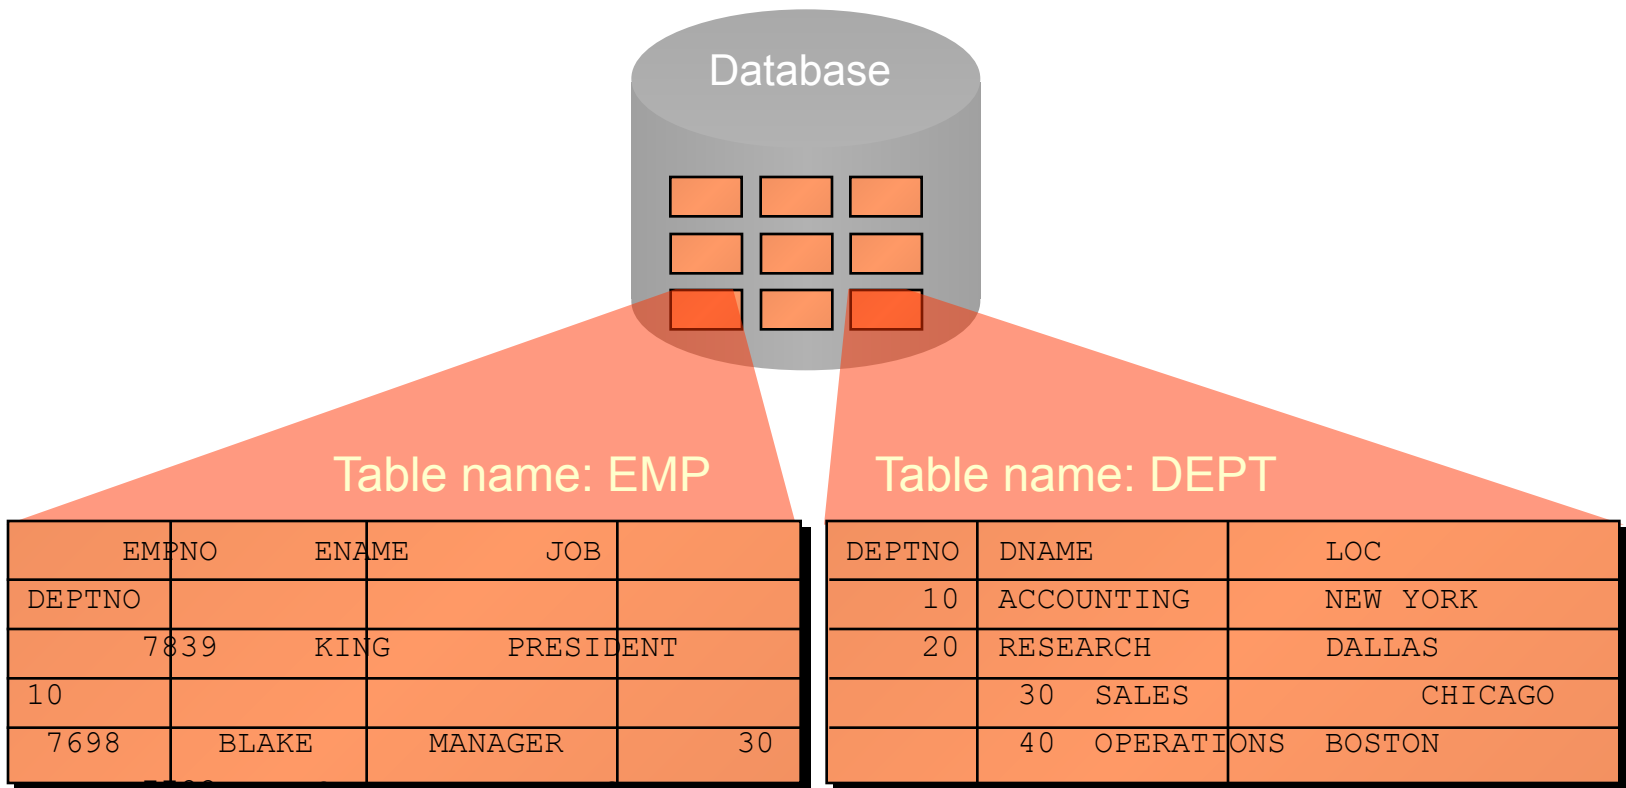 Database
Table name: EMP
Table name: DEPT
EMPNO ENAME JOB
DEPTNO
7839 KING PRESIDENT
10
7698 BLAKE MANAGER 30
DEPTNO DNAME LOC
10 ACCOUNTING NEW YORK
20 RESEARCH DALLAS
30 SALES CHICAGO
40 OPERATIONS BOSTON